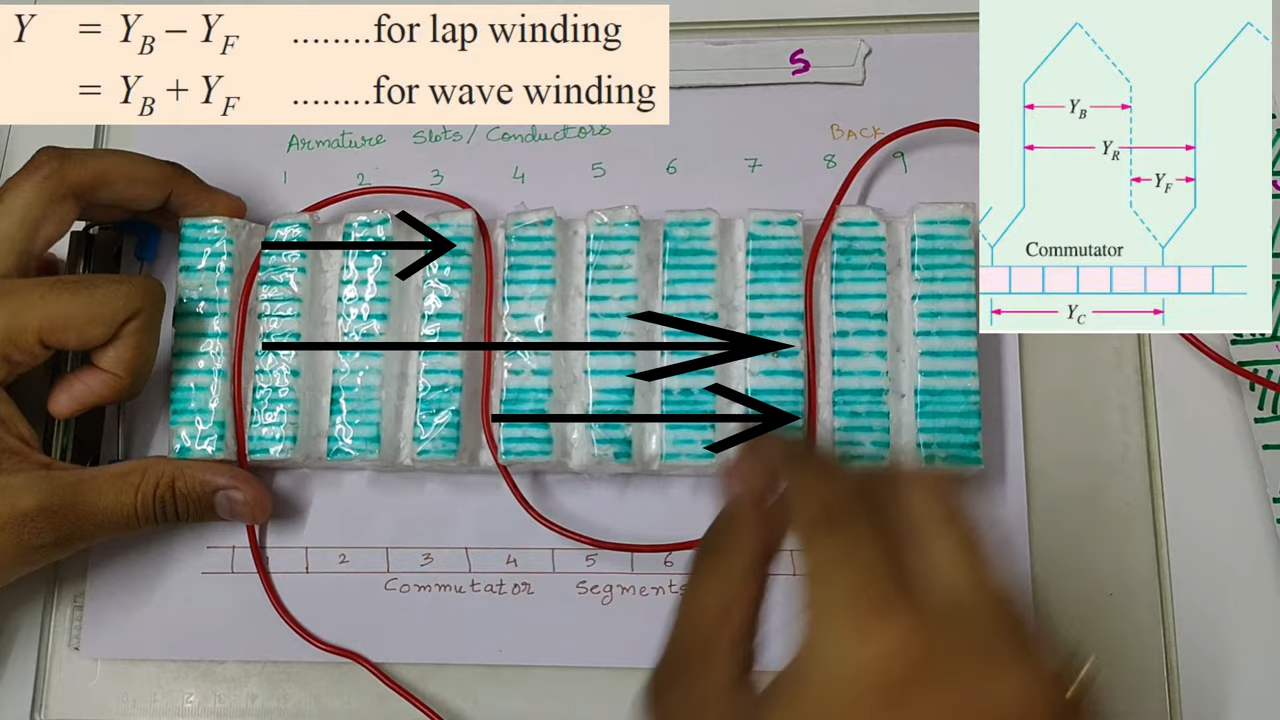 Y = Y_B − Y_F ........for lap winding
= Y_B + Y_F ........for wave winding
S
Armature Slots/Conductors
BACK
1 2 3 4 5 6 7 8 9
Y_B
Y_R
Y_F
Commutator
Y_C
2 3 4 5 6
Commutator Segments